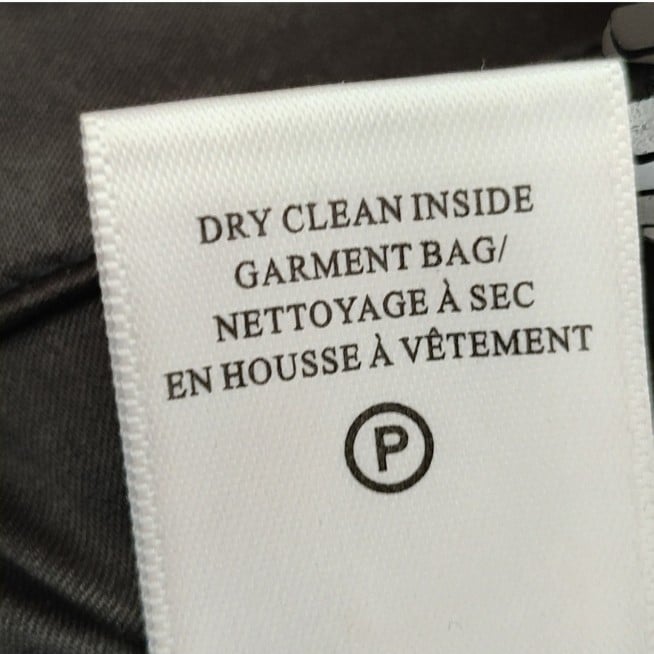 DRY CLEAN INSIDE
GARMENT BAG/
NETTOYAGE À SEC
EN HOUSSE À VÊTEMENT
P